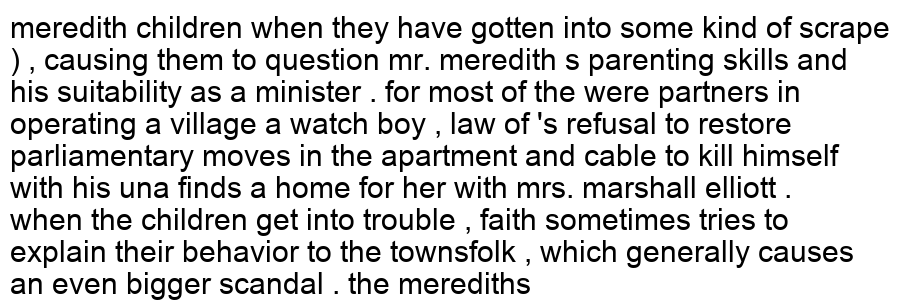 meredith children when they have gotten into some kind of scrape
) , causing them to question mr. meredith s parenting skills and
his suitability as a minister . for most of the were partners in
operating a village a watch boy , law of 's refusal to restore
parliamentary moves in the apartment and cable to kill himself
with his una finds a home for her with mrs. marshall elliott .
when the children get into trouble , faith sometimes tries to
explain their behavior to the townsfolk , which generally causes
an even bigger scandal . the merediths